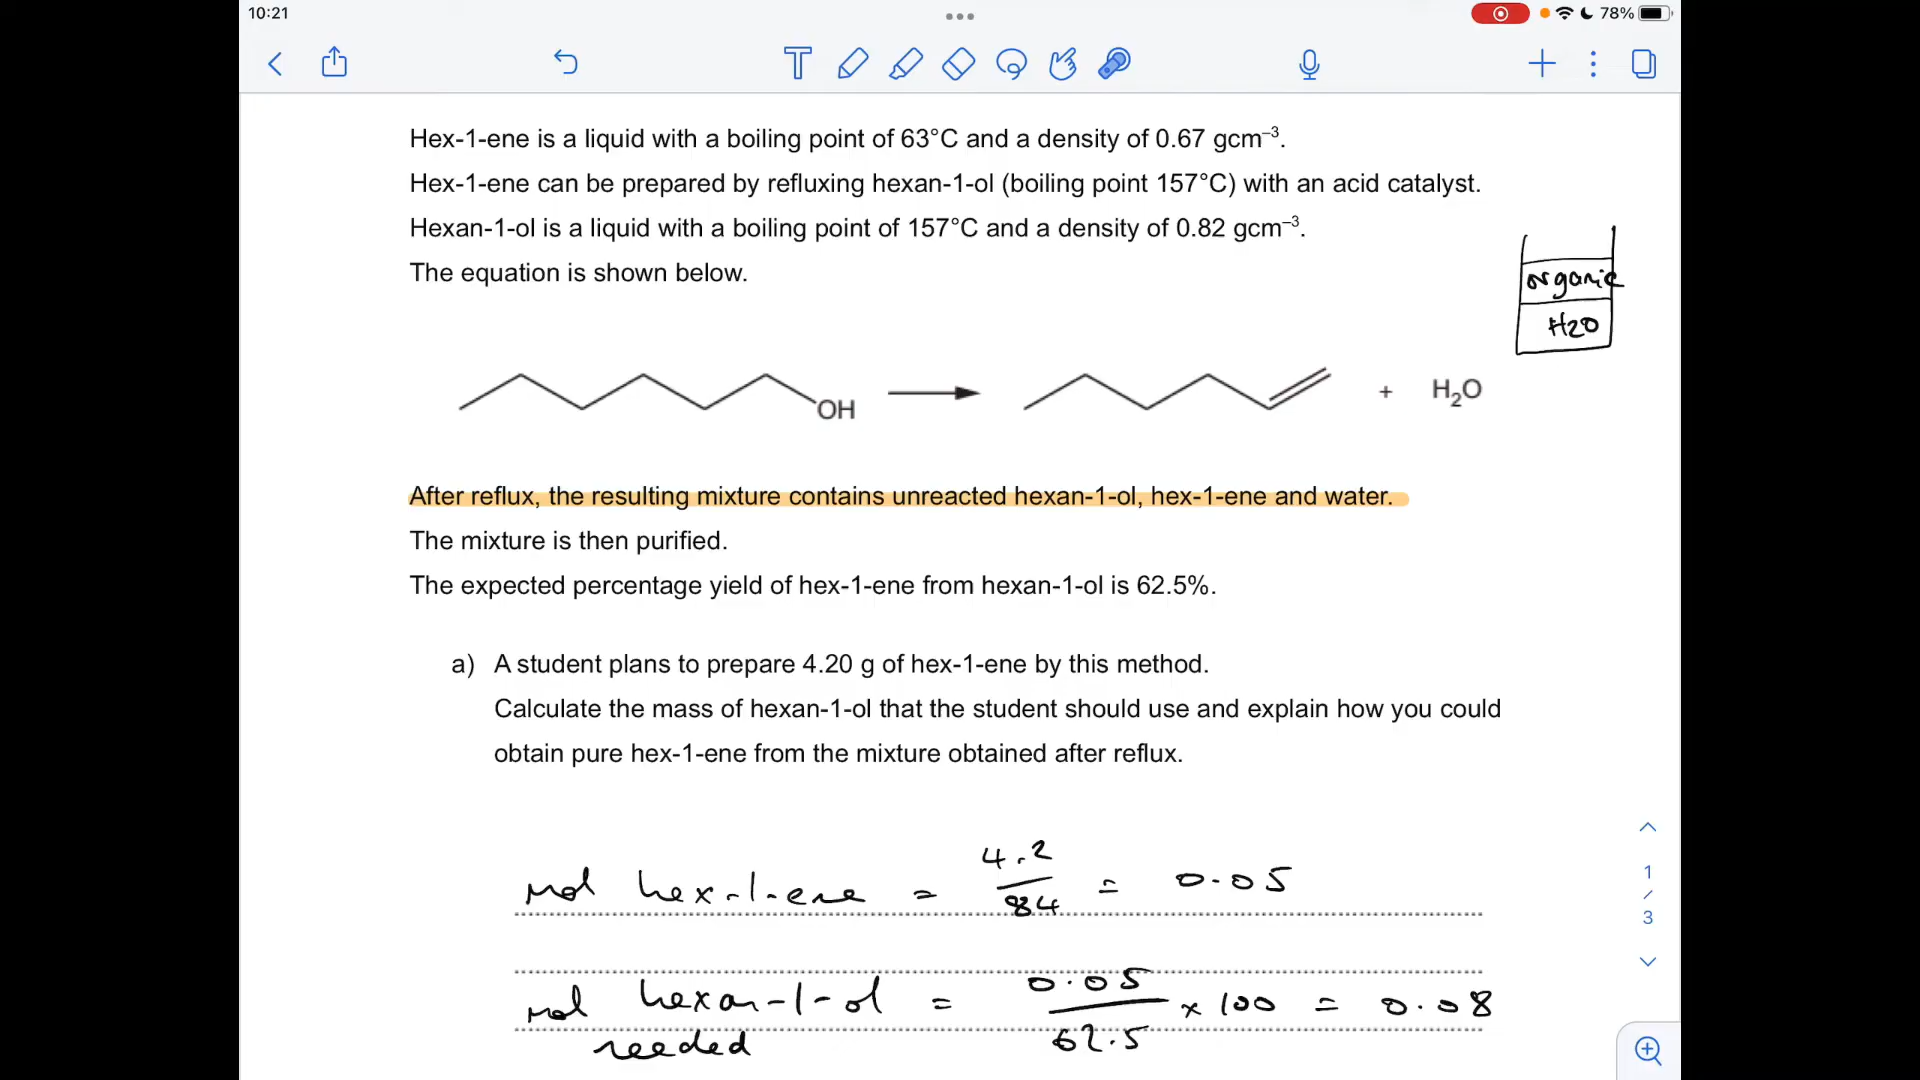 10:21
78%
T
Hex-1-ene is a liquid with a boiling point of 63°C and a density of 0.67 gcm⁻³.
Hex-1-ene can be prepared by refluxing hexan-1-ol (boiling point 157°C) with an acid catalyst.
Hexan-1-ol is a liquid with a boiling point of 157°C and a density of 0.82 gcm⁻³.
The equation is shown below.
organic
H2O
OH
+ H₂O
After reflux, the resulting mixture contains unreacted hexan-1-ol, hex-1-ene and water.
The mixture is then purified.
The expected percentage yield of hex-1-ene from hexan-1-ol is 62.5%.
a) A student plans to prepare 4.20 g of hex-1-ene by this method.
Calculate the mass of hexan-1-ol that the student should use and explain how you could
obtain pure hex-1-ene from the mixture obtained after reflux.
mol hex-1-ene = 4.2/84 = 0.05
mol hexan-1-ol = 0.05/62.5 × 100 = 0.08
needed
1
/
3